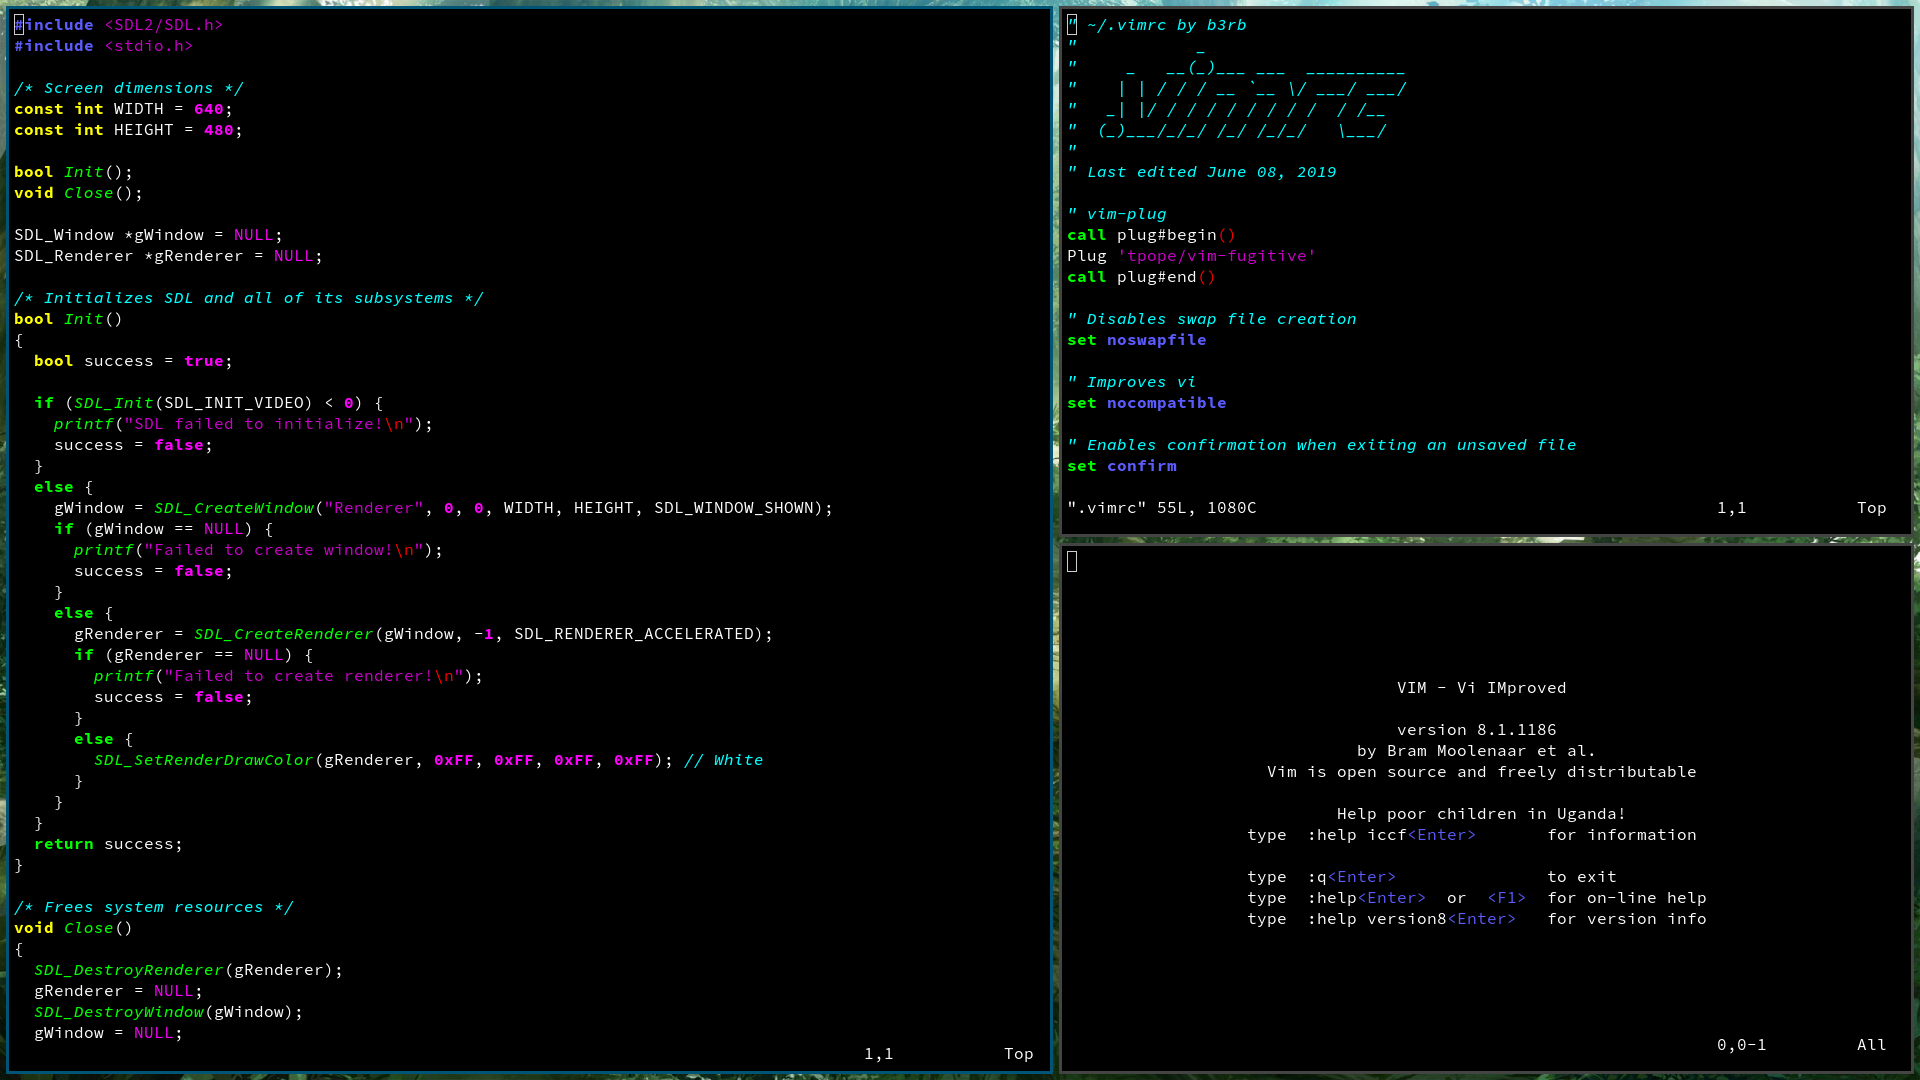 #include <SDL2/SDL.h>
#include <stdio.h>

/* Screen dimensions */
const int WIDTH = 640;
const int HEIGHT = 480;

bool Init();
void Close();

SDL_Window *gWindow = NULL;
SDL_Renderer *gRenderer = NULL;

/* Initializes SDL and all of its subsystems */
bool Init()
{
  bool success = true;

  if (SDL_Init(SDL_INIT_VIDEO) < 0) {
    printf("SDL failed to initialize!\n");
    success = false;
  }
  else {
    gWindow = SDL_CreateWindow("Renderer", 0, 0, WIDTH, HEIGHT, SDL_WINDOW_SHOWN);
    if (gWindow == NULL) {
      printf("Failed to create window!\n");
      success = false;
    }
    else {
      gRenderer = SDL_CreateRenderer(gWindow, -1, SDL_RENDERER_ACCELERATED);
      if (gRenderer == NULL) {
        printf("Failed to create renderer!\n");
        success = false;
      }
      else {
        SDL_SetRenderDrawColor(gRenderer, 0xFF, 0xFF, 0xFF, 0xFF); // White
      }
    }
  }
  return success;
}

/* Frees system resources */
void Close()
{
  SDL_DestroyRenderer(gRenderer);
  gRenderer = NULL;
  SDL_DestroyWindow(gWindow);
  gWindow = NULL;
1,1 Top
" ~/.vimrc by b3rb
"            _
"     _   __(_)___ ___  __________
"    | | / / / __ `__ \/ ___/ ___/
"   _| |/ / / / / / / / /  / /__
"  (_)___/_/_/ /_/ /_/_/   \___/
"
" Last edited June 08, 2019

" vim-plug
call plug#begin()
Plug 'tpope/vim-fugitive'
call plug#end()

" Disables swap file creation
set noswapfile

" Improves vi
set nocompatible

" Enables confirmation when exiting an unsaved file
set confirm

".vimrc" 55L, 1080C 1,1 Top
VIM - Vi IMproved

version 8.1.1186
by Bram Moolenaar et al.
Vim is open source and freely distributable

Help poor children in Uganda!
type  :help iccf<Enter>       for information

type  :q<Enter>               to exit
type  :help<Enter>  or  <F1>  for on-line help
type  :help version8<Enter>   for version info
0,0-1 All